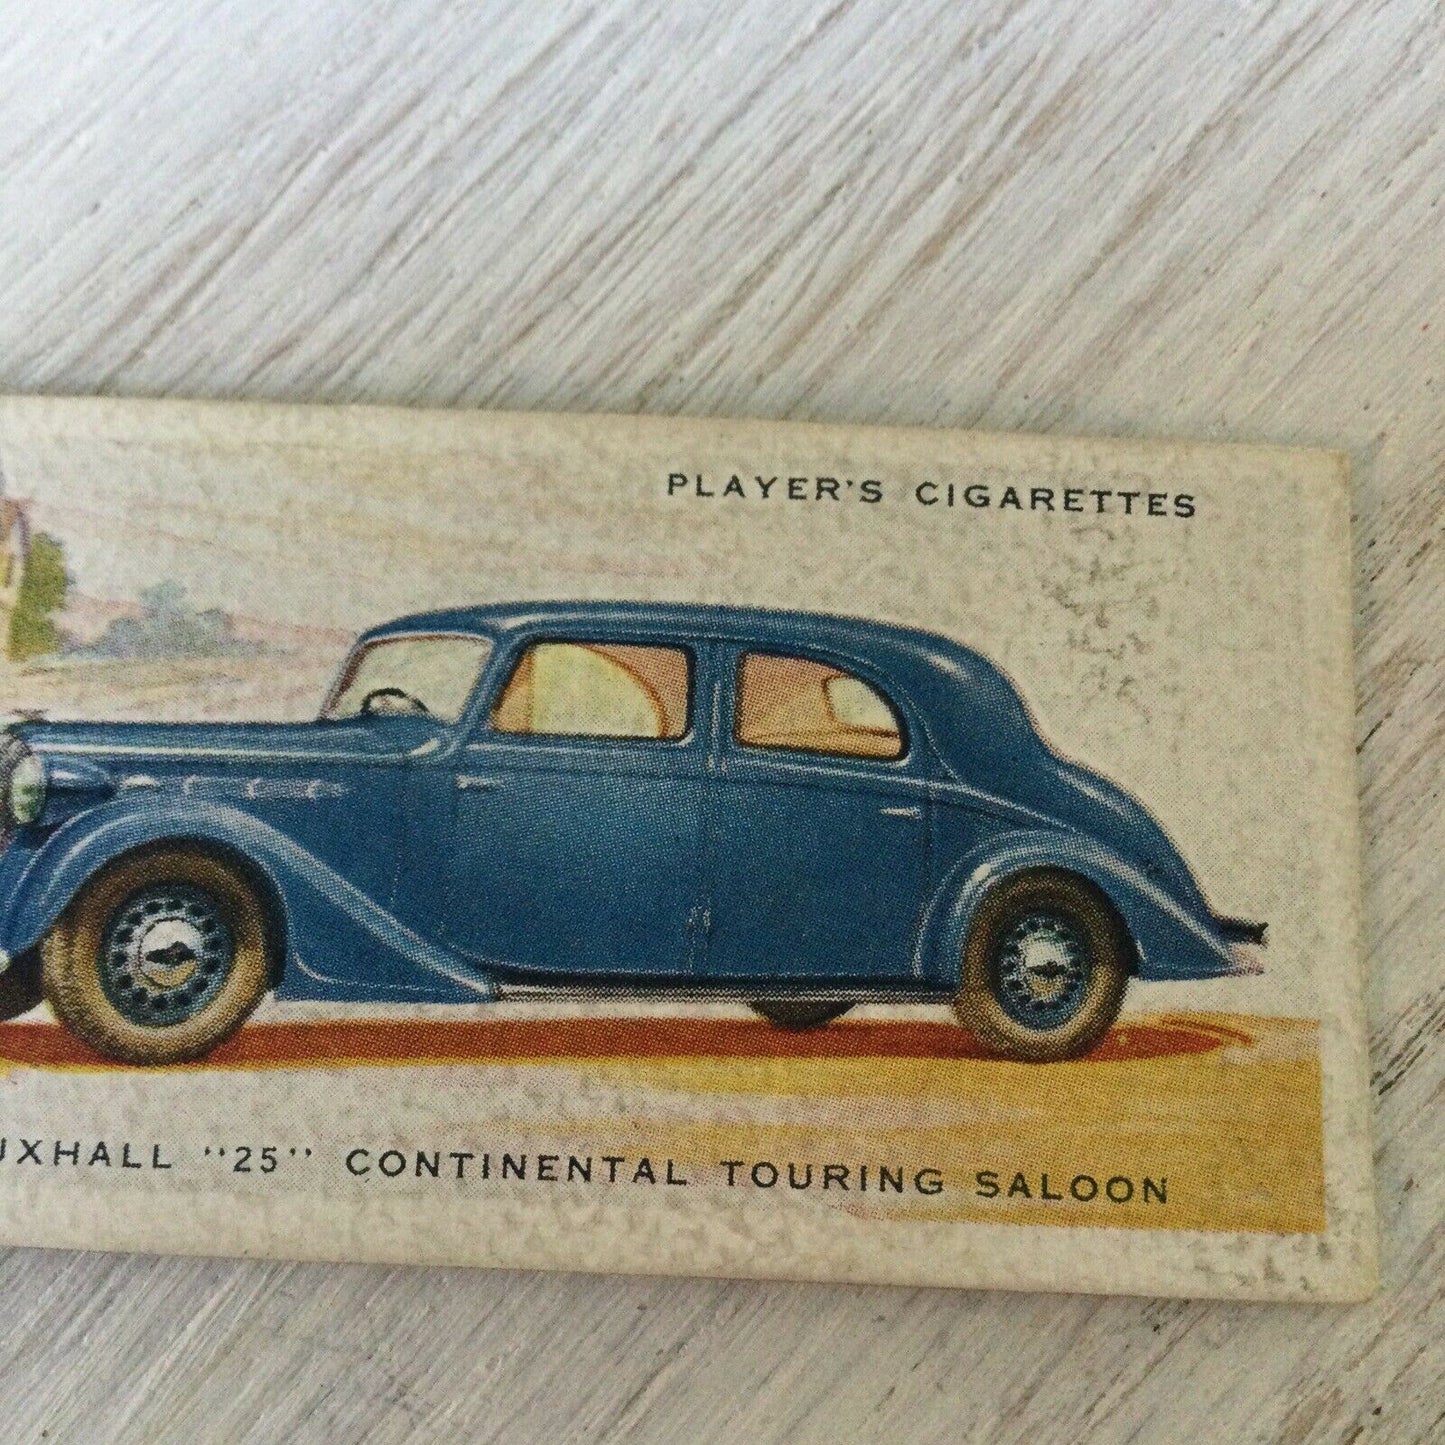 PLAYER'S CIGARETTES
UXHALL "25" CONTINENTAL TOURING SALOON